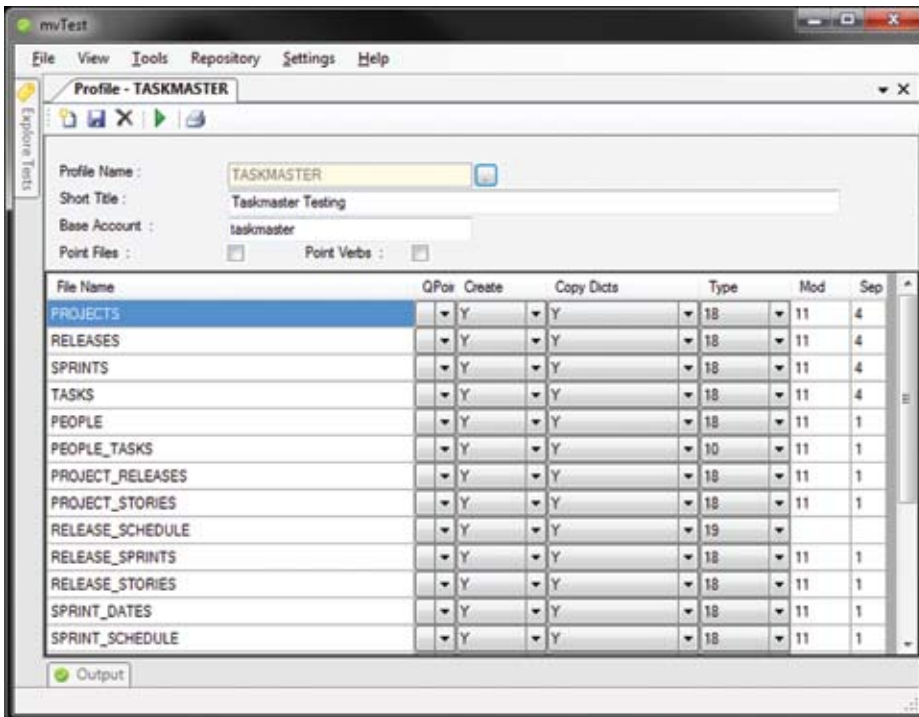 mvTest
File View Tools Repository Settings Help
Explore Tests
Profile - TASKMASTER
Profile Name : TASKMASTER ...
Short Title : Taskmaster Testing
Base Account : taskmaster
Point Files : Point Verbs :
File Name QPoi Create Copy Dicts Type Mod Sep
PROJECTS Y Y 18 11 4
RELEASES Y Y 18 11 4
SPRINTS Y Y 18 11 4
TASKS Y Y 18 11 4
PEOPLE Y Y 18 11 1
PEOPLE_TASKS Y Y 10 11 1
PROJECT_RELEASES Y Y 18 11 1
PROJECT_STORIES Y Y 18 11 1
RELEASE_SCHEDULE Y Y 19
RELEASE_SPRINTS Y Y 18 11 1
RELEASE_STORIES Y Y 18 11 1
SPRINT_DATES Y Y 18 11 1
SPRINT_SCHEDULE Y Y 18 11 1
Output